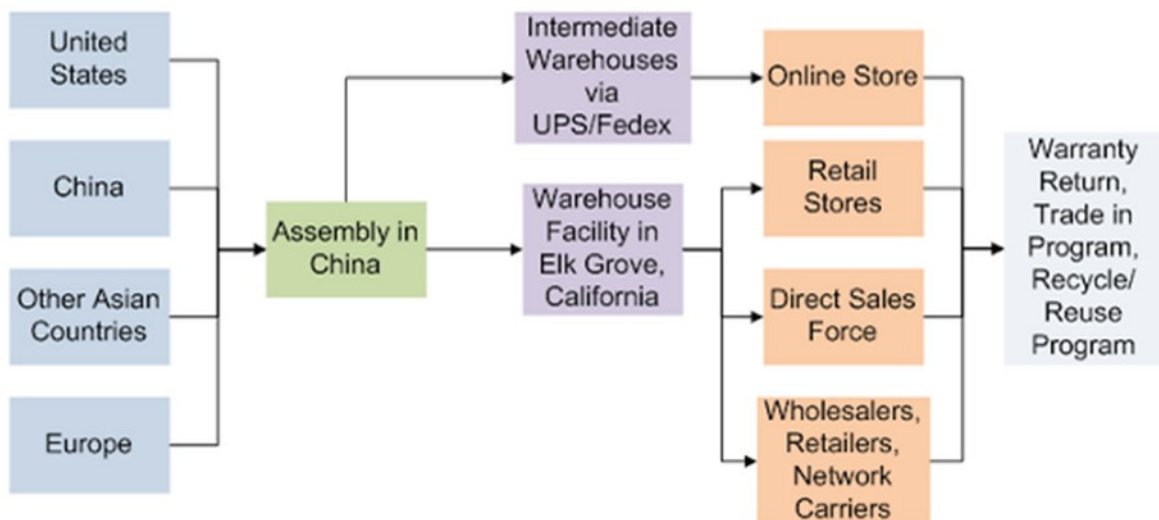 United
States
China
Other Asian
Countries
Europe
Assembly in
China
Intermediate
Warehouses
via
UPS/Fedex
Warehouse
Facility in
Elk Grove,
California
Online Store
Retail
Stores
Direct Sales
Force
Wholesalers,
Retailers,
Network
Carriers
Warranty
Return,
Trade in
Program,
Recycle/
Reuse
Program